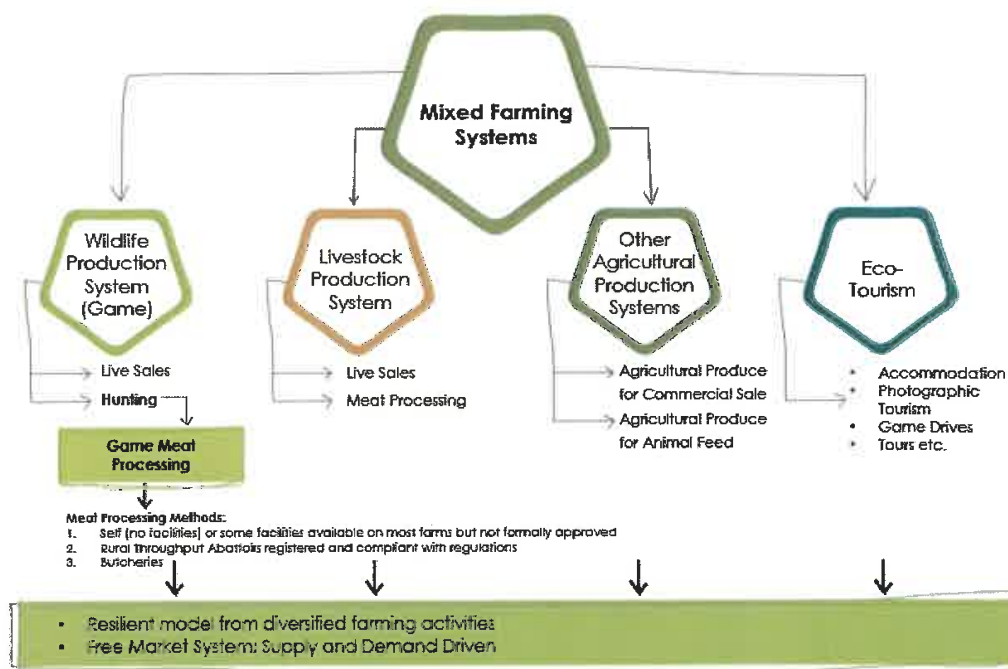 Mixed Farming
Systems
Wildlife
Production
System
(Game)
Live Sales
Hunting
Game Meat
Processing
Livestock
Production
System
Live Sales
Meat Processing
Other
Agricultural
Production
Systems
Agricultural Produce
for Commercial Sale
Agricultural Produce
for Animal Feed
Eco-
Tourism
• Accommodation
• Photographic
Tourism
• Game Drives
• Tours etc.
Meat Processing Methods:
1. Self (no facilities) or some facilities available on most farms but not formally approved
2. Rural Throughput Abattoirs registered and compliant with regulations
3. Butcheries
• Resilient model from diversified farming activities
• Free Market System: Supply and Demand Driven